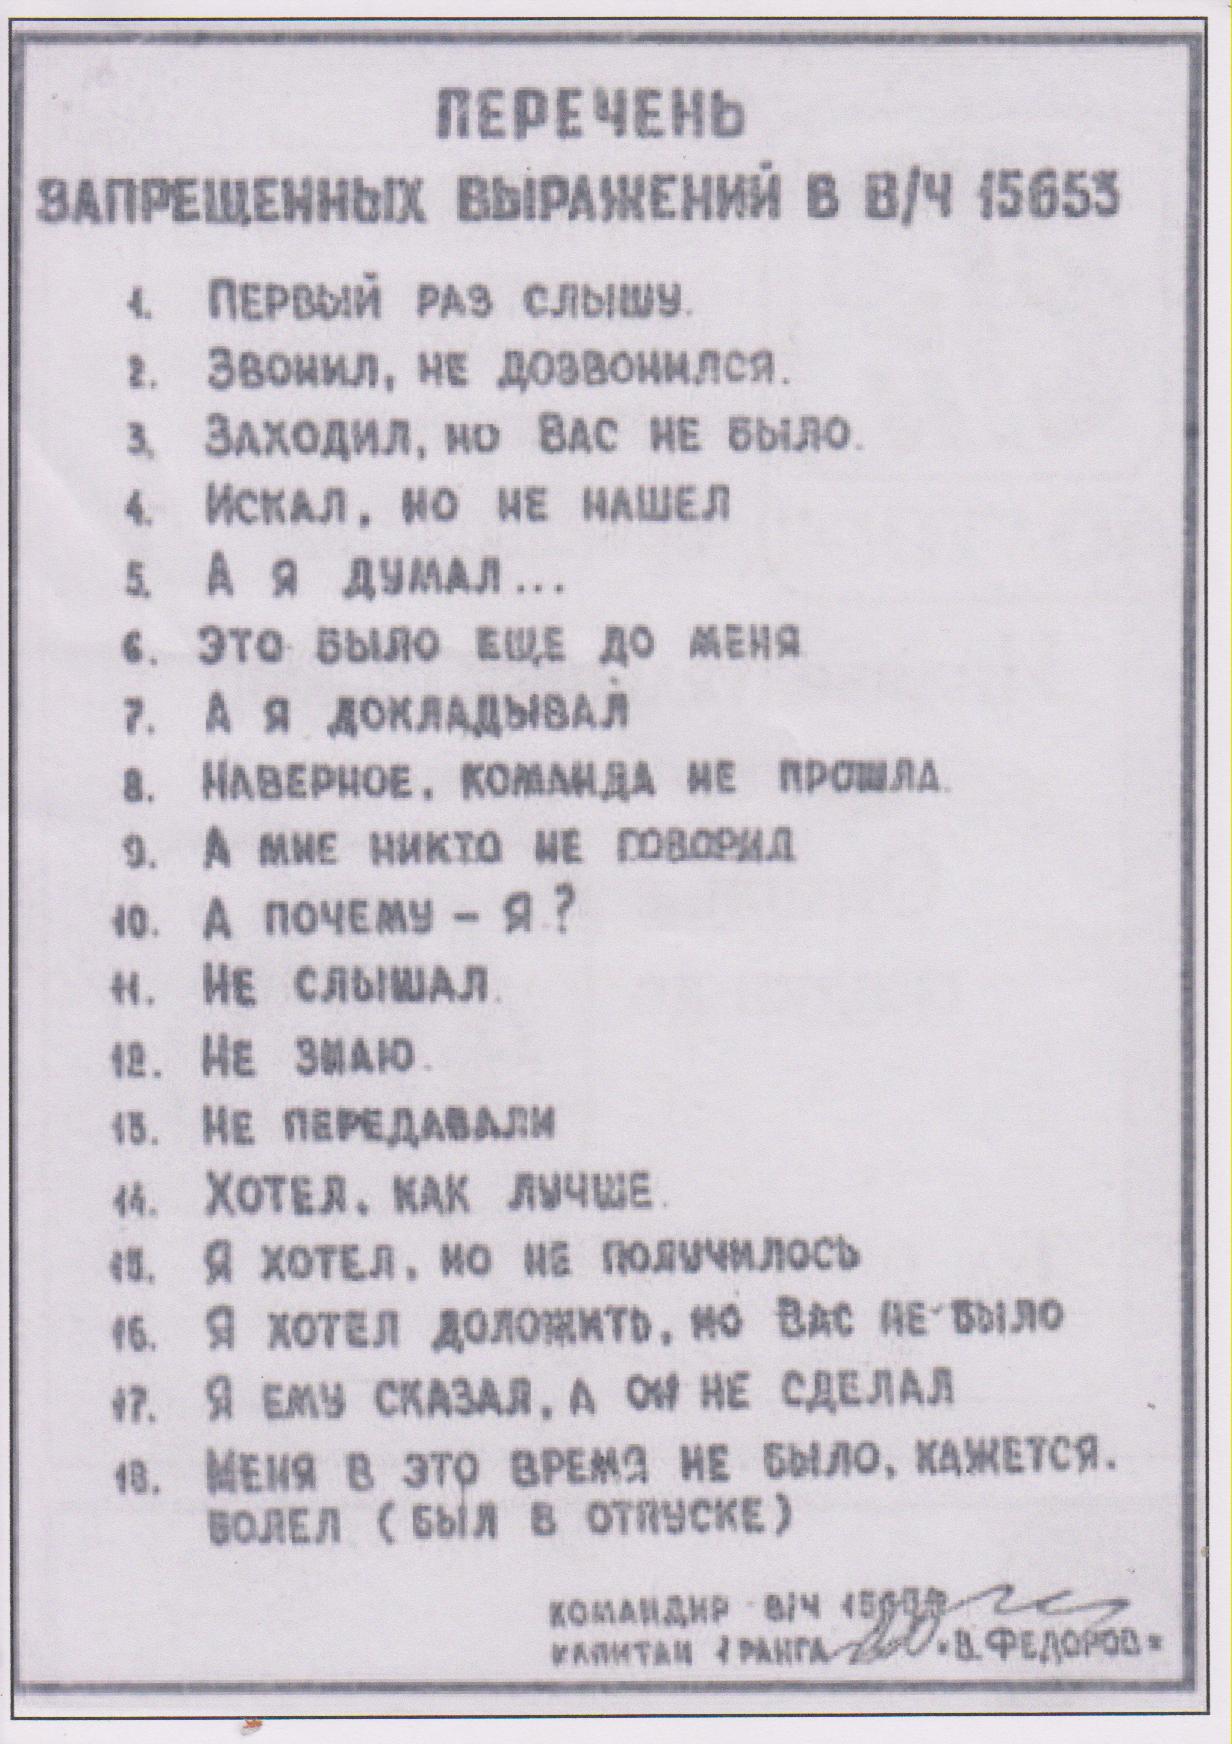 ПЕРЕЧЕНЬ
ЗАПРЕЩЕННЫХ ВЫРАЖЕНИЙ В В/Ч 15653
1. ПЕРВЫЙ РАЗ СЛЫШУ.
2. ЗВОНИЛ, НЕ ДОЗВОНИЛСЯ.
3. ЗАХОДИЛ, НО ВАС НЕ БЫЛО.
4. ИСКАЛ, НО НЕ НАШЕЛ
5. А Я ДУМАЛ...
6. ЭТО БЫЛО ЕЩЕ ДО МЕНЯ
7. А Я ДОКЛАДЫВАЛ
8. НАВЕРНОЕ, КОМАНДА НЕ ПРОШЛА.
9. А МНЕ НИКТО НЕ ГОВОРИЛ
10. А ПОЧЕМУ – Я?
11. НЕ СЛЫШАЛ.
12. НЕ ЗНАЮ.
13. НЕ ПЕРЕДАВАЛИ
14. ХОТЕЛ, КАК ЛУЧШЕ.
15. Я ХОТЕЛ, НО НЕ ПОЛУЧИЛОСЬ
16. Я ХОТЕЛ ДОЛОЖИТЬ, НО ВАС НЕ БЫЛО
17. Я ЕМУ СКАЗАЛ, А ОН НЕ СДЕЛАЛ
18. МЕНЯ В ЭТО ВРЕМЯ НЕ БЫЛО, КАЖЕТСЯ.
БОЛЕЛ (БЫЛ В ОТПУСКЕ)
КОМАНДИР В/Ч 15653
КАПИТАН 1 РАНГА "В. ФЕДОРОВ"